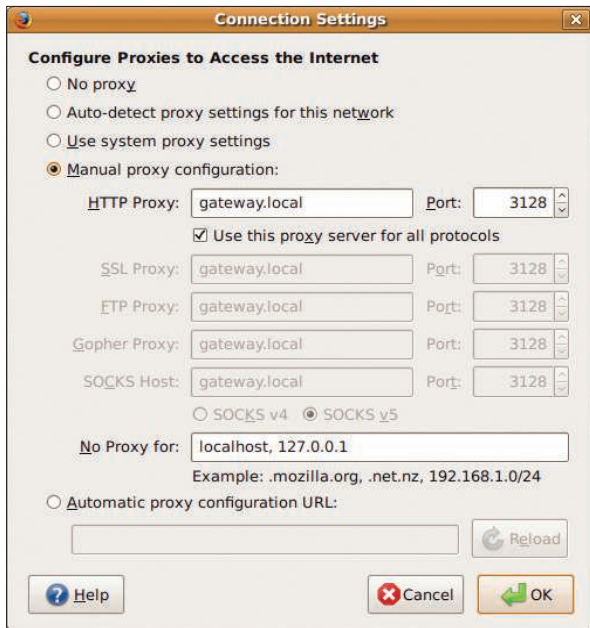 Connection Settings
Configure Proxies to Access the Internet
No proxy
Auto-detect proxy settings for this network
Use system proxy settings
Manual proxy configuration:
HTTP Proxy: gateway.local Port: 3128
Use this proxy server for all protocols
SSL Proxy: gateway.local Port: 3128
FTP Proxy: gateway.local Port: 3128
Gopher Proxy: gateway.local Port: 3128
SOCKS Host: gateway.local Port: 3128
SOCKS v4 SOCKS v5
No Proxy for: localhost, 127.0.0.1
Example: .mozilla.org, .net.nz, 192.168.1.0/24
Automatic proxy configuration URL:
Reload
Help Cancel OK